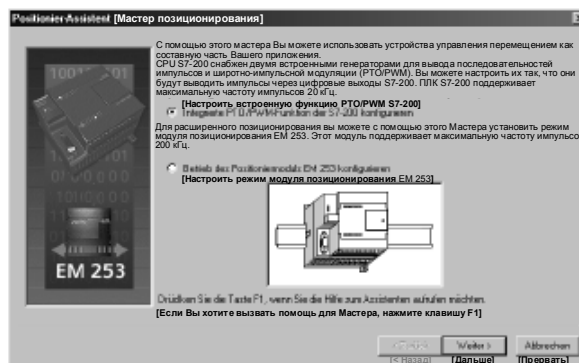 Positionier-Assistent [Мастер позиционирования]
С помощью этого мастера Вы можете использовать устройства управления перемещением как
составную часть Вашего приложения.
CPU S7-200 снабжен двумя встроенными генераторами для вывода последовательностей
импульсов и широтно-импульсной модуляции (PTO/PWM). Вы можете настроить их так, что они
будут выводить импульсы через цифровые выходы S7-200. ПЛК S7-200 поддерживает
максимальную частоту импульсов 20 кГц.
[Настроить встроенную функцию PTO/PWM S7-200]
Integrierte PTO/PWM-Funktion der S7-200 konfigurieren
Для расширенного позиционирования вы можете с помощью этого Мастера установить режим
модуля позиционирования EM 253. Этот модуль поддерживает максимальную частоту импульсо
200 кГц.
Betrieb des Positioniermoduls EM 253 konfigurieren
[Настроить режим модуля позиционирования EM 253]
EM 253
Drücken Sie die Taste F1, wenn Sie die Hilfe zum Assistenten aufrufen möchten.
[Если Вы хотите вызвать помощь для Мастера, нажмите клавишу F1]
Weiter > Abbrechen
[< Назад] [Дальше] [Прервать]